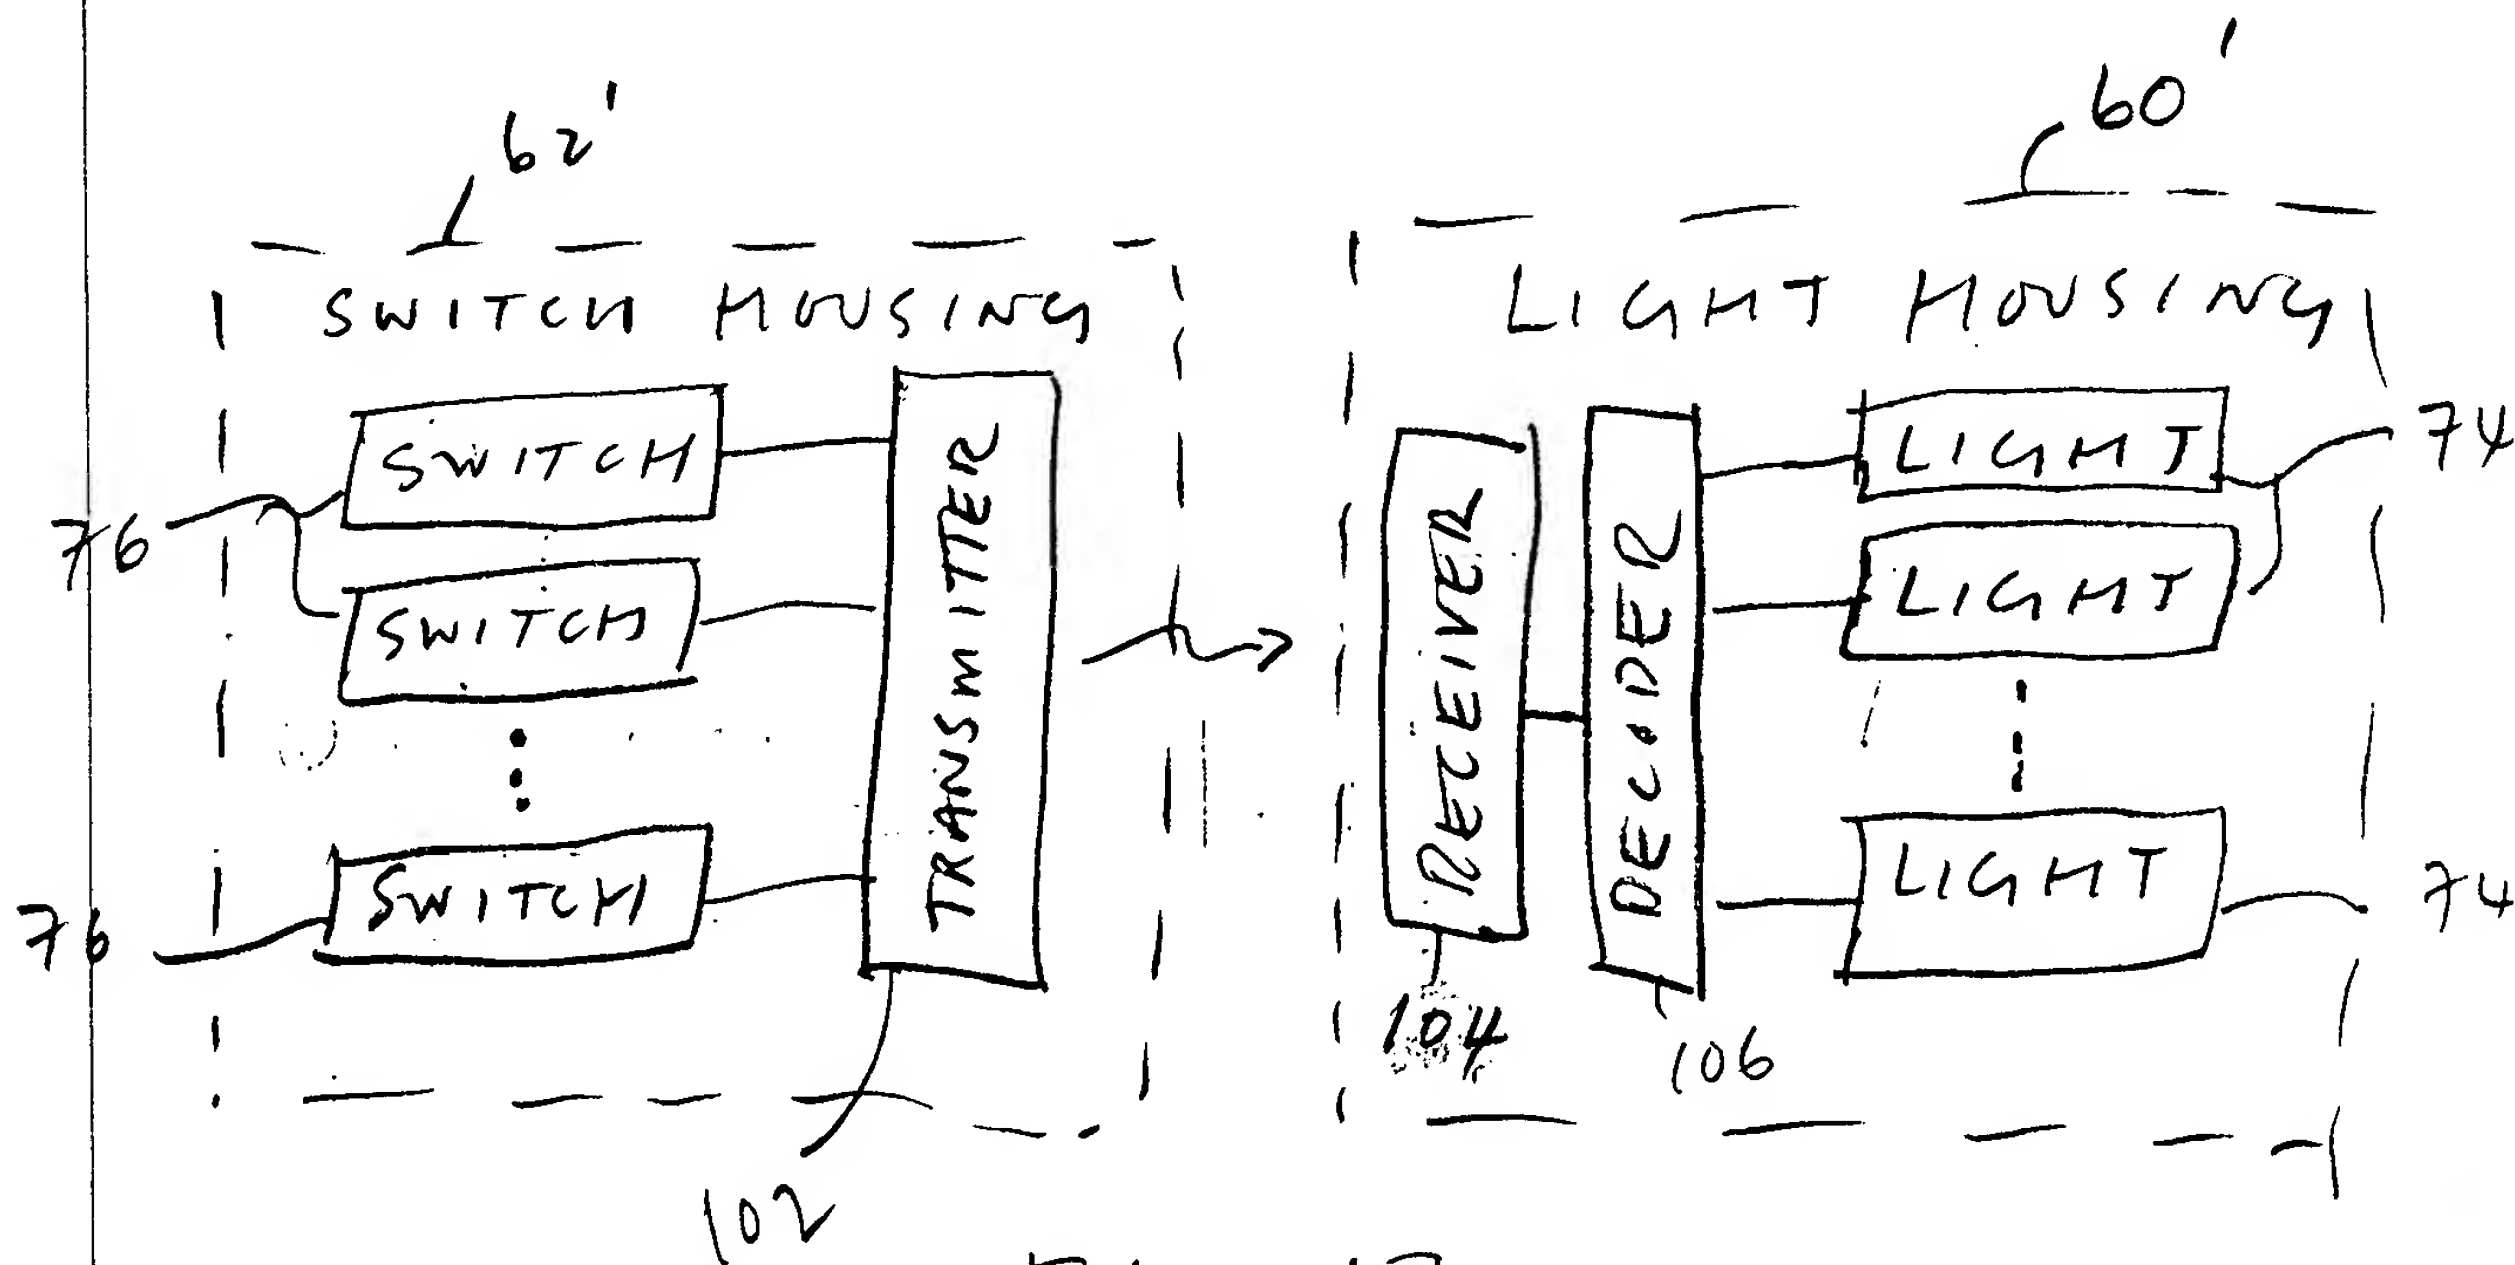 62'
60'
SWITCH HOUSING
LIGHT HOUSING
SWITCH
LIGHT
74
76
SWITCH
LIGHT
TRANSMITTER
RECEIVER
DECODER
SWITCH
LIGHT
76
74
104
106
102